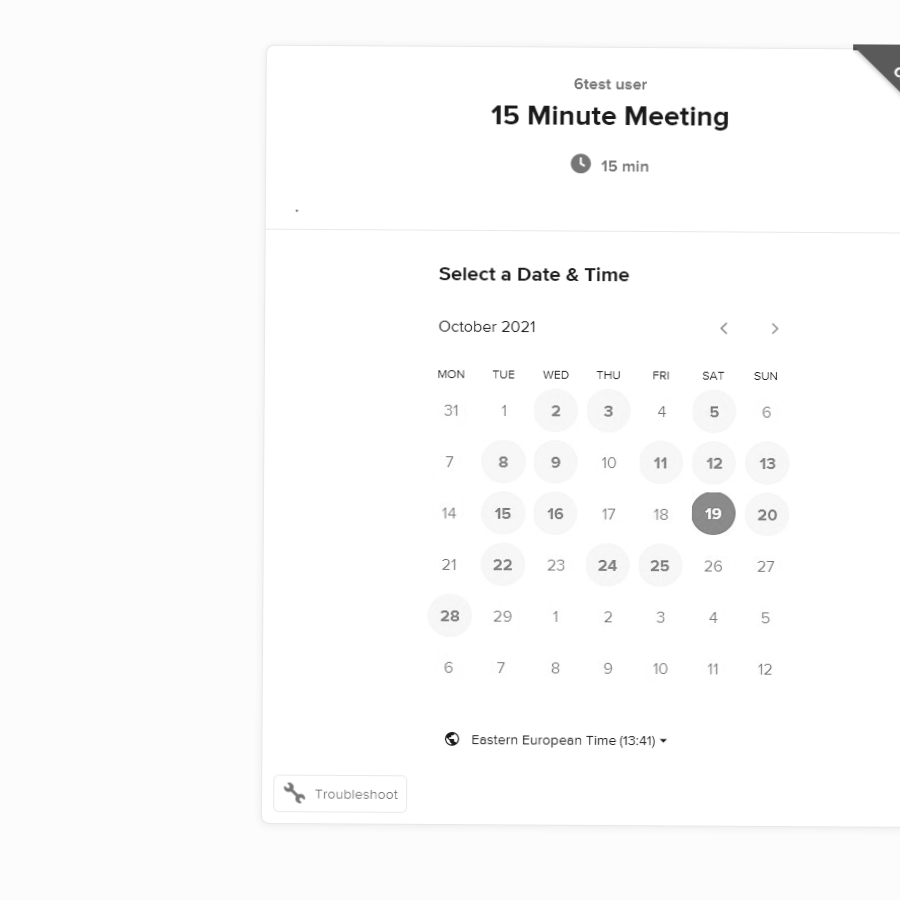 6test user
15 Minute Meeting
15 min
.
Select a Date & Time
October 2021
MON TUE WED THU FRI SAT SUN
31 1 2 3 4 5 6
7 8 9 10 11 12 13
14 15 16 17 18 19 20
21 22 23 24 25 26 27
28 29 1 2 3 4 5
6 7 8 9 10 11 12
Eastern European Time (13:41)
Troubleshoot